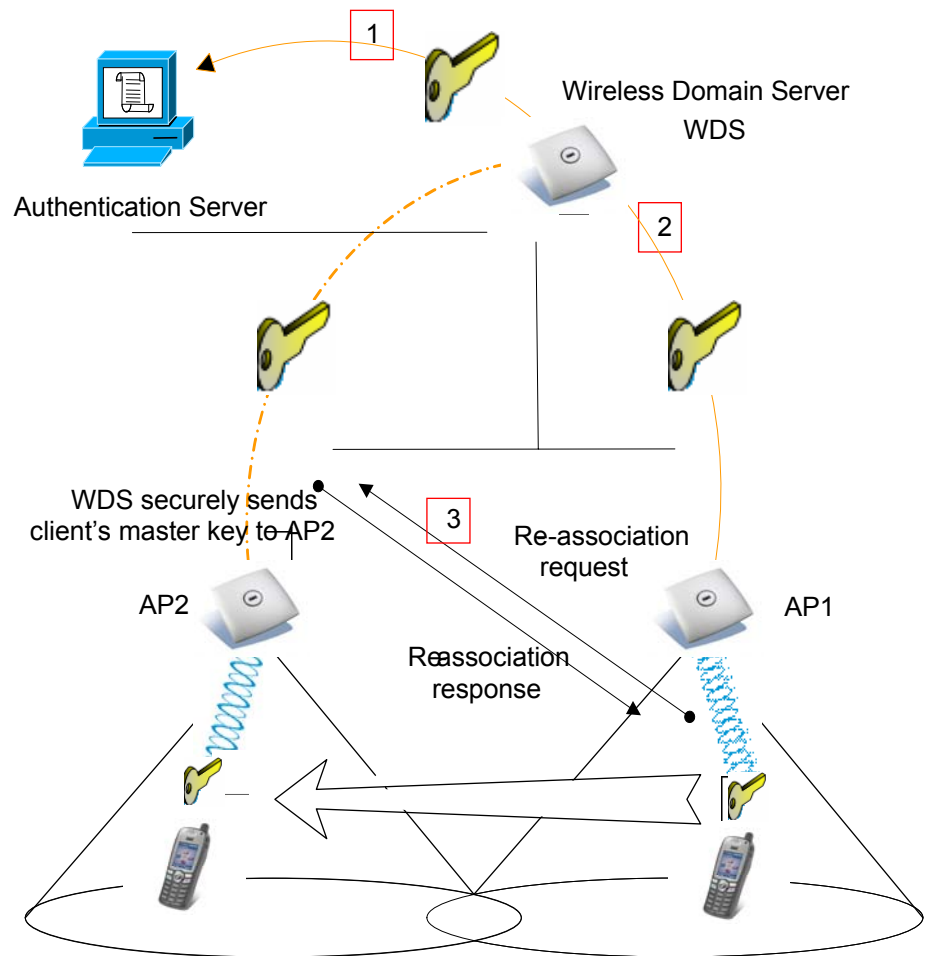 1
Wireless Domain Server
WDS
Authentication Server
2
WDS securely sends
client's master key to AP2
3
Re-association
request
AP2
AP1
Reassociation
response